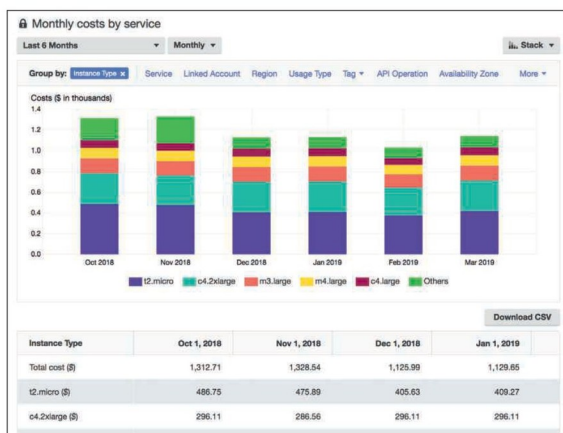 Monthly costs by service
Last 6 Months Monthly Stack
Group by: Instance Type Service Linked Account Region Usage Type Tag API Operation Availability Zone More
Costs ($ in thousands)
1.4
1.2
1.0
0.8
0.6
0.4
0.2
0.0
Oct 2018 Nov 2018 Dec 2018 Jan 2019 Feb 2019 Mar 2019
t2.micro c4.2xlarge m3.large m4.large c4.large Others
Download CSV
Instance Type Oct 1, 2018 Nov 1, 2018 Dec 1, 2018 Jan 1, 2019
Total cost ($) 1,312.71 1,328.54 1,125.99 1,129.65
t2.micro ($) 486.75 475.89 405.63 409.27
c4.2xlarge ($) 296.11 286.56 296.11 296.11